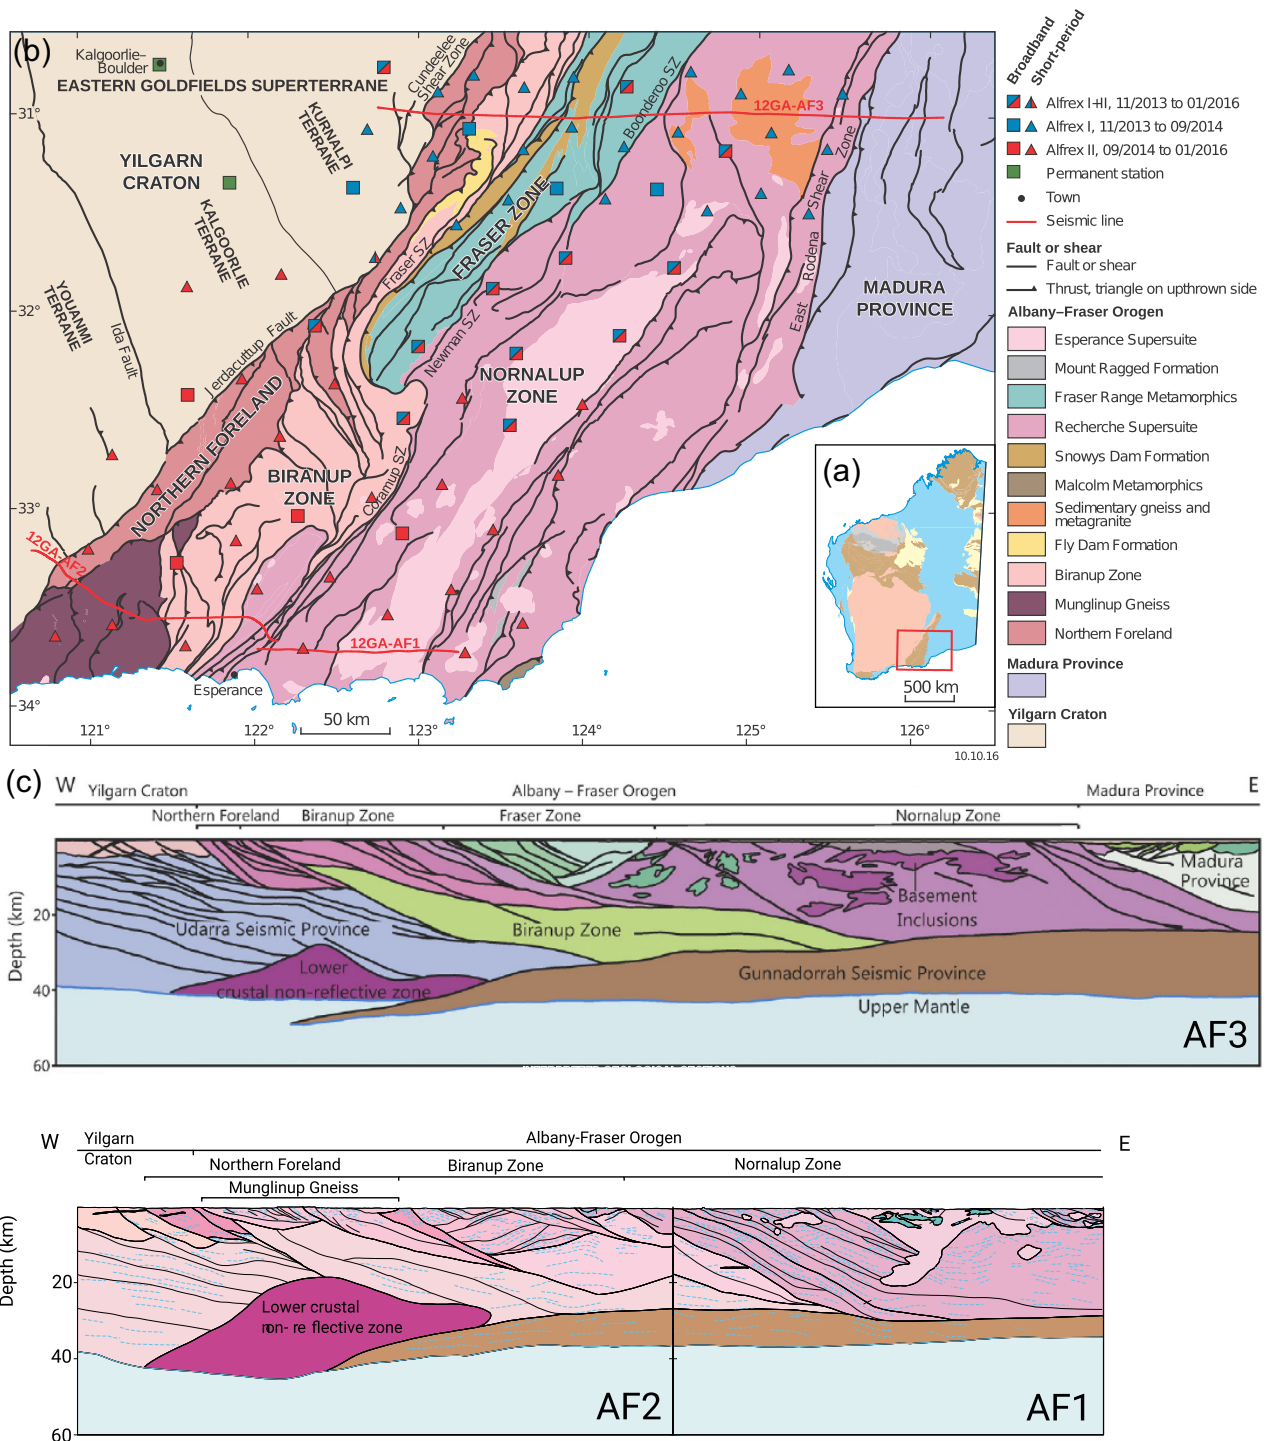 (b)
Kalgoorlie–
Boulder
EASTERN GOLDFIELDS SUPERTERRANE
Cundeelee
Shear Zone
KURNALPI
TERRANE
YILGARN
CRATON
KALGOORLIE
TERRANE
YOUANMI
TERRANE
Ida Fault
Jerdacuttup Fault
Fraser SZ
FRASER ZONE
Boonderoo SZ
12GA-AF3
Newman SZ
East Rodena Shear Zone
MADURA
PROVINCE
NORNALUP
ZONE
NORTHERN FORELAND
BIRANUP
ZONE
Coramup SZ
12GA-AF2
12GA-AF1
Esperance
50 km
31°
32°
33°
34°
121°
122°
123°
124°
125°
126°
10.10.16
(a)
500 km
Broadband
Short-period
Alfrex I+II, 11/2013 to 01/2016
Alfrex I, 11/2013 to 09/2014
Alfrex II, 09/2014 to 01/2016
Permanent station
Town
Seismic line
Fault or shear
Fault or shear
Thrust, triangle on upthrown side
Albany–Fraser Orogen
Esperance Supersuite
Mount Ragged Formation
Fraser Range Metamorphics
Recherche Supersuite
Snowys Dam Formation
Malcolm Metamorphics
Sedimentary gneiss and
metagranite
Fly Dam Formation
Biranup Zone
Munglinup Gneiss
Northern Foreland
Madura Province
Yilgarn Craton
(c)
W
Yilgarn Craton
Albany – Fraser Orogen
Madura Province
E
Northern Foreland
Biranup Zone
Fraser Zone
Nornalup Zone
Madura
Province
Basement
Inclusions
Udarra Seismic Province
Biranup Zone
Lower
crustal non-reflective zone
Gunnadorrah Seismic Province
Upper Mantle
AF3
Depth (km)
20
40
60
W
Yilgarn
Craton
Albany-Fraser Orogen
E
Northern Foreland
Biranup Zone
Nornalup Zone
Munglinup Gneiss
Lower crustal
non- re flective zone
AF2
AF1
Depth (km)
20
40
60